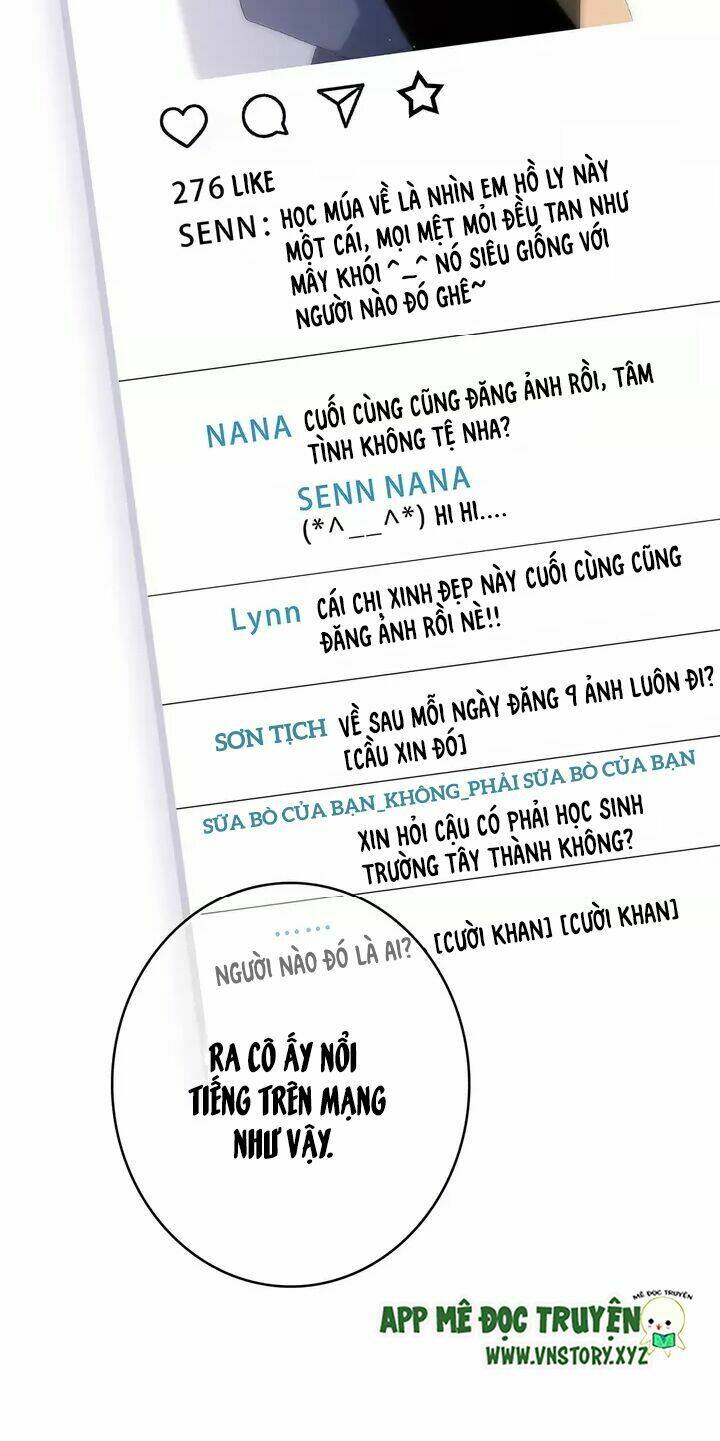 276 LIKE
SENN: HỌC MÚA VỀ LÀ NHÌN EM HỒ LY NÀY
MỘT CÁI, MỌI MỆT MỎI ĐỀU TAN NHƯ
MÂY KHÓI ^_^ NÓ SIÊU GIỐNG VỚI
NGƯỜI NÀO ĐÓ GHÊ~
NANA CUỐI CÙNG CŨNG ĐĂNG ẢNH RỒI, TÂM
TÌNH KHÔNG TỆ NHA?
SENN NANA
(*^__^*) HI HI....
Lynn CÁI CHỊ XINH ĐẸP NÀY CUỐI CÙNG CŨNG
ĐĂNG ẢNH RỒI NÈ!!
SƠN TỊCH VỀ SAU MỖI NGÀY ĐĂNG 9 ẢNH LUÔN ĐI?
[CẦU XIN ĐÓ]
SỮA BÒ CỦA BẠN_KHÔNG_PHẢI SỮA BÒ CỦA BẠN
XIN HỎI CẬU CÓ PHẢI HỌC SINH
TRƯỜNG TÂY THÀNH KHÔNG?
......
NGƯỜI NÀO ĐÓ LÀ AI? [CƯỜI KHAN] [CƯỜI KHAN]
RA CÔ ẤY NỔI
TIẾNG TRÊN MẠNG
NHƯ VẬY.
MÊ ĐỌC TRUYỆN
APP MÊ ĐỌC TRUYỆN
WWW.VNSTORY.XYZ